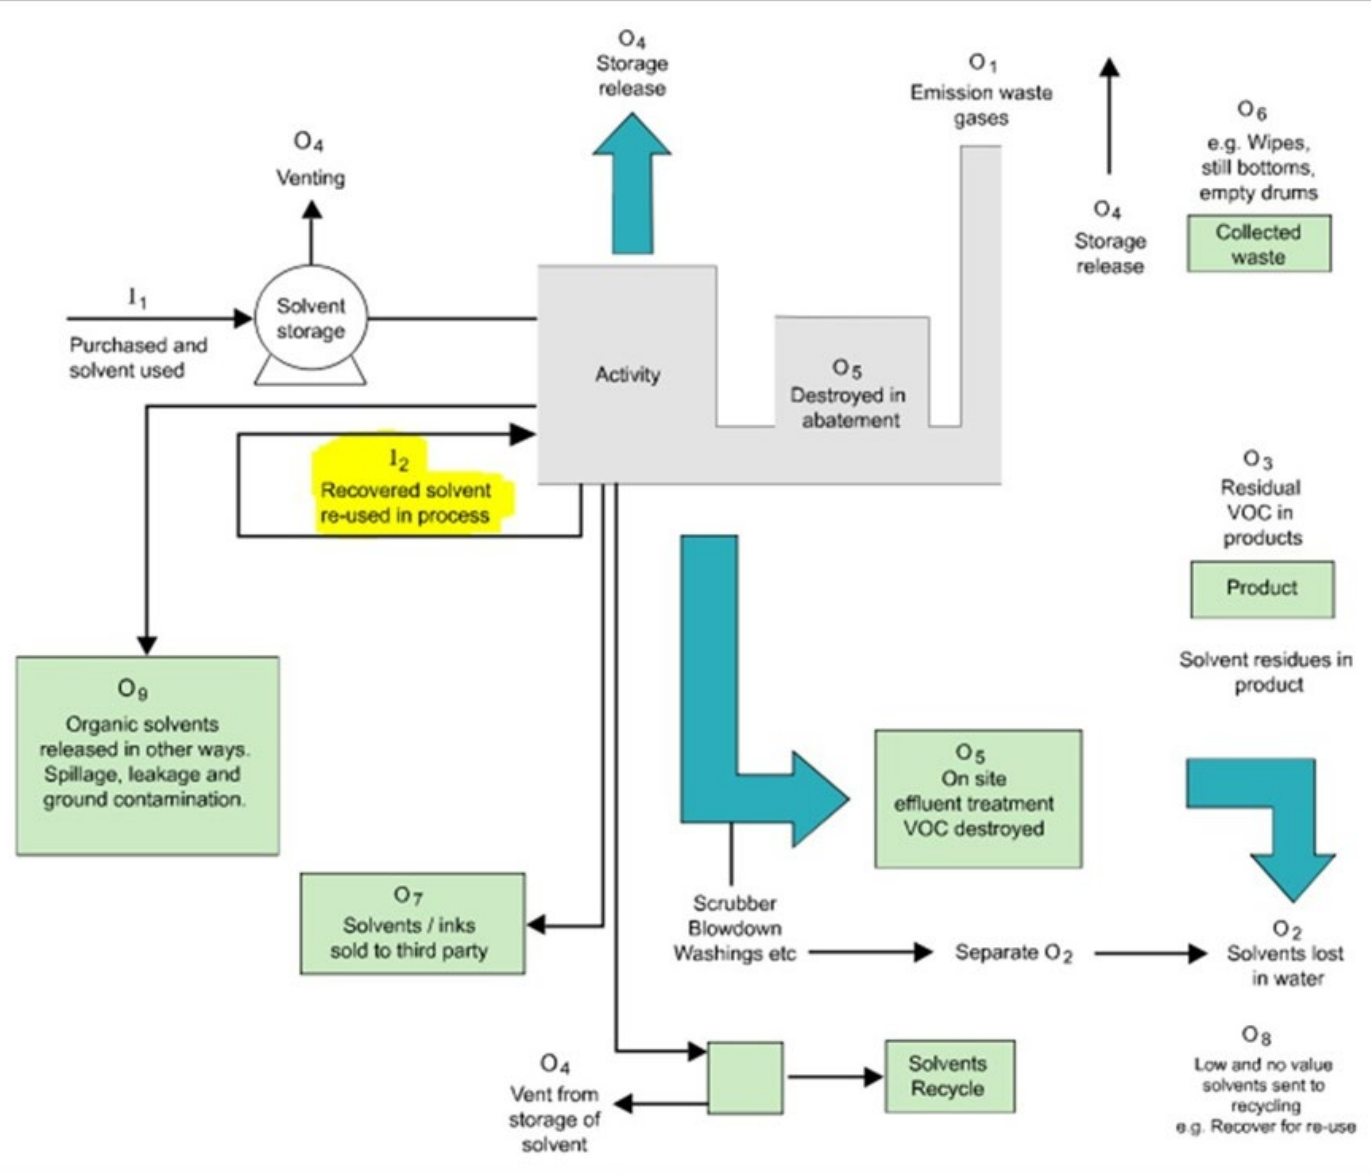 O4
Storage
release
O1
Emission waste
gases
O4
Storage
release
O6
e.g. Wipes,
still bottoms,
empty drums
Collected
waste
O4
Venting
I1
Purchased and
solvent used
Solvent
storage
Activity
O5
Destroyed in
abatement
I2
Recovered solvent
re-used in process
O3
Residual
VOC in
products
Product
Solvent residues in
product
O9
Organic solvents
released in other ways.
Spillage, leakage and
ground contamination.
O5
On site
effluent treatment
VOC destroyed
O7
Solvents / inks
sold to third party
Scrubber
Blowdown
Washings etc
Separate O2
O2
Solvents lost
in water
O4
Vent from
storage of
solvent
Solvents
Recycle
O8
Low and no value
solvents sent to
recycling
e.g. Recover for re-use